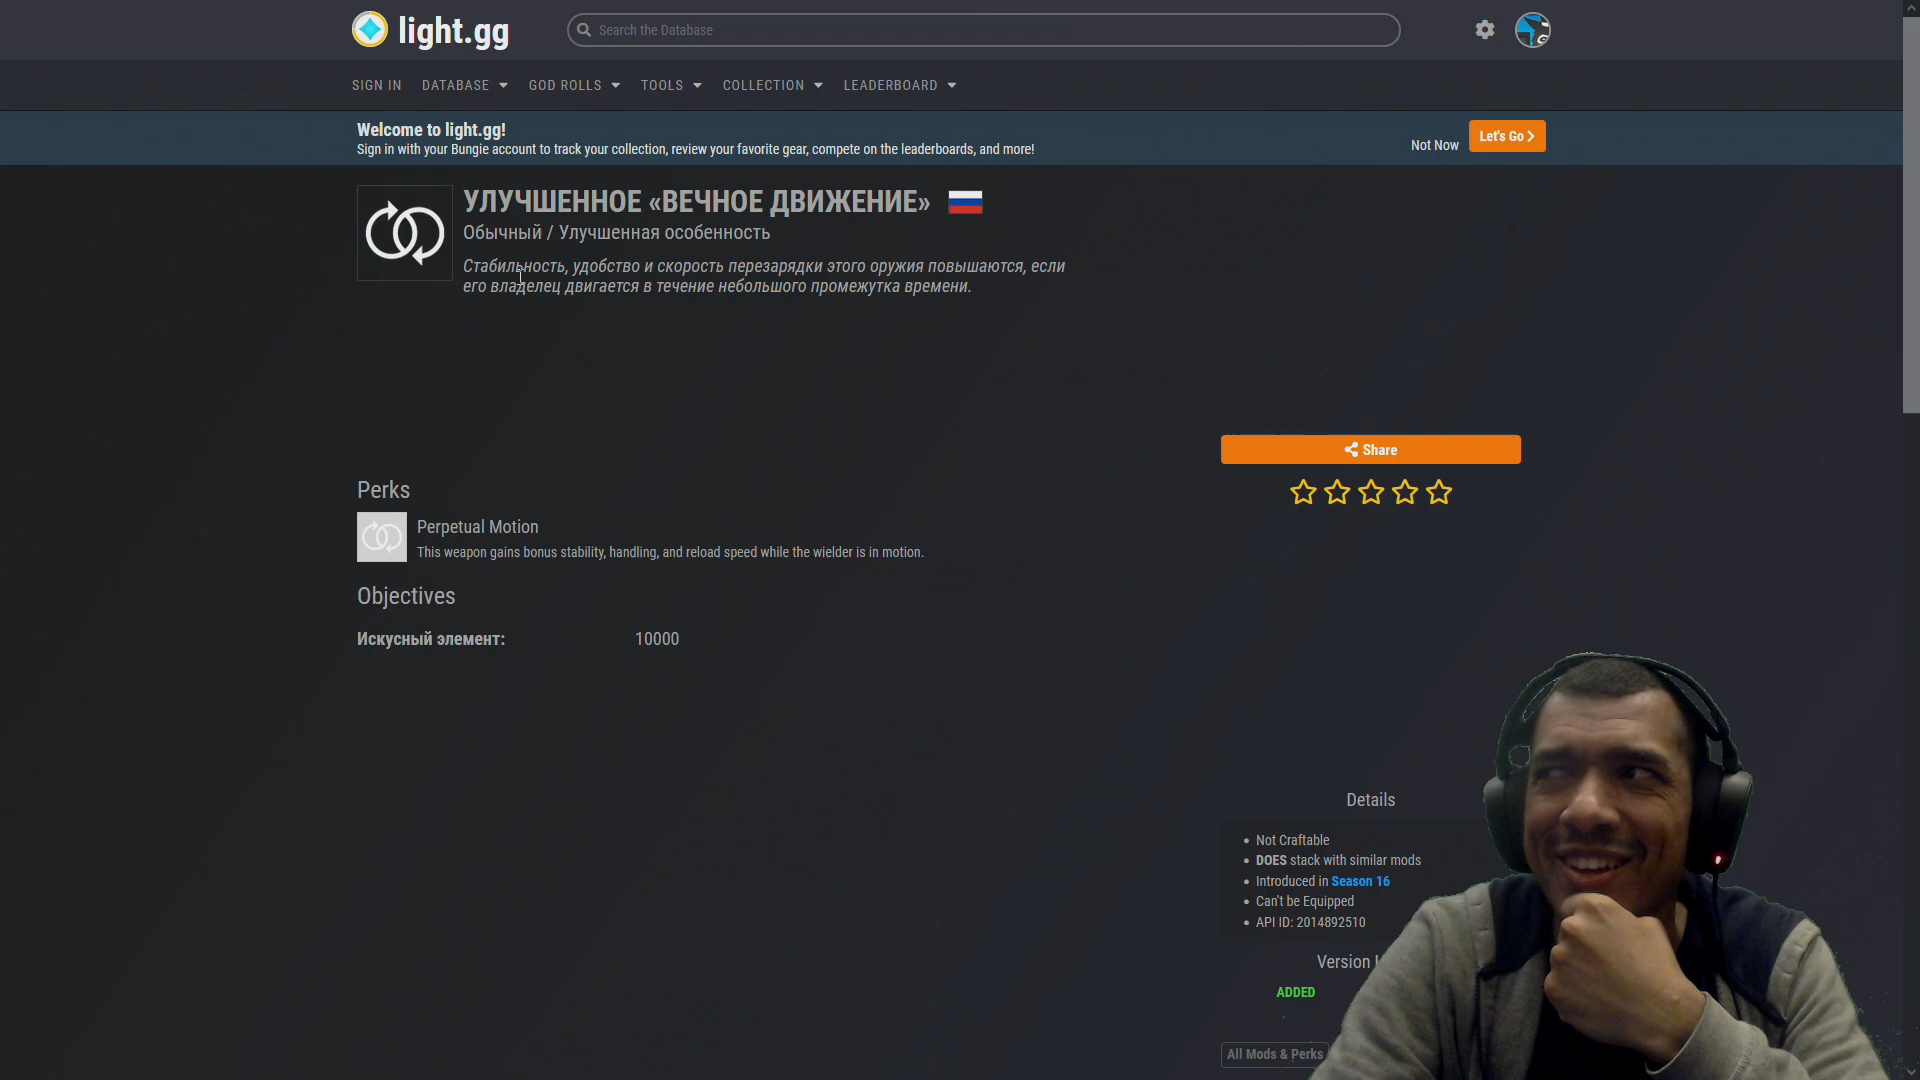 light.gg
Search the Database
SIGN IN DATABASE GOD ROLLS TOOLS COLLECTION LEADERBOARD
Welcome to light.gg!
Sign in with your Bungie account to track your collection, review your favorite gear, compete on the leaderboards, and more!
Not Now
Let's Go
УЛУЧШЕННОЕ «ВЕЧНОЕ ДВИЖЕНИЕ»
Обычный / Улучшенная особенность
Стабильность, удобство и скорость перезарядки этого оружия повышаются, если
его владелец двигается в течение небольшого промежутка времени.
Share
Perks
Perpetual Motion
This weapon gains bonus stability, handling, and reload speed while the wielder is in motion.
Objectives
Искусный элемент: 10000
Details
Not Craftable
DOES stack with similar mods
Introduced in Season 16
Can't be Equipped
API ID: 2014892510
Version
ADDED
All Mods & Perks